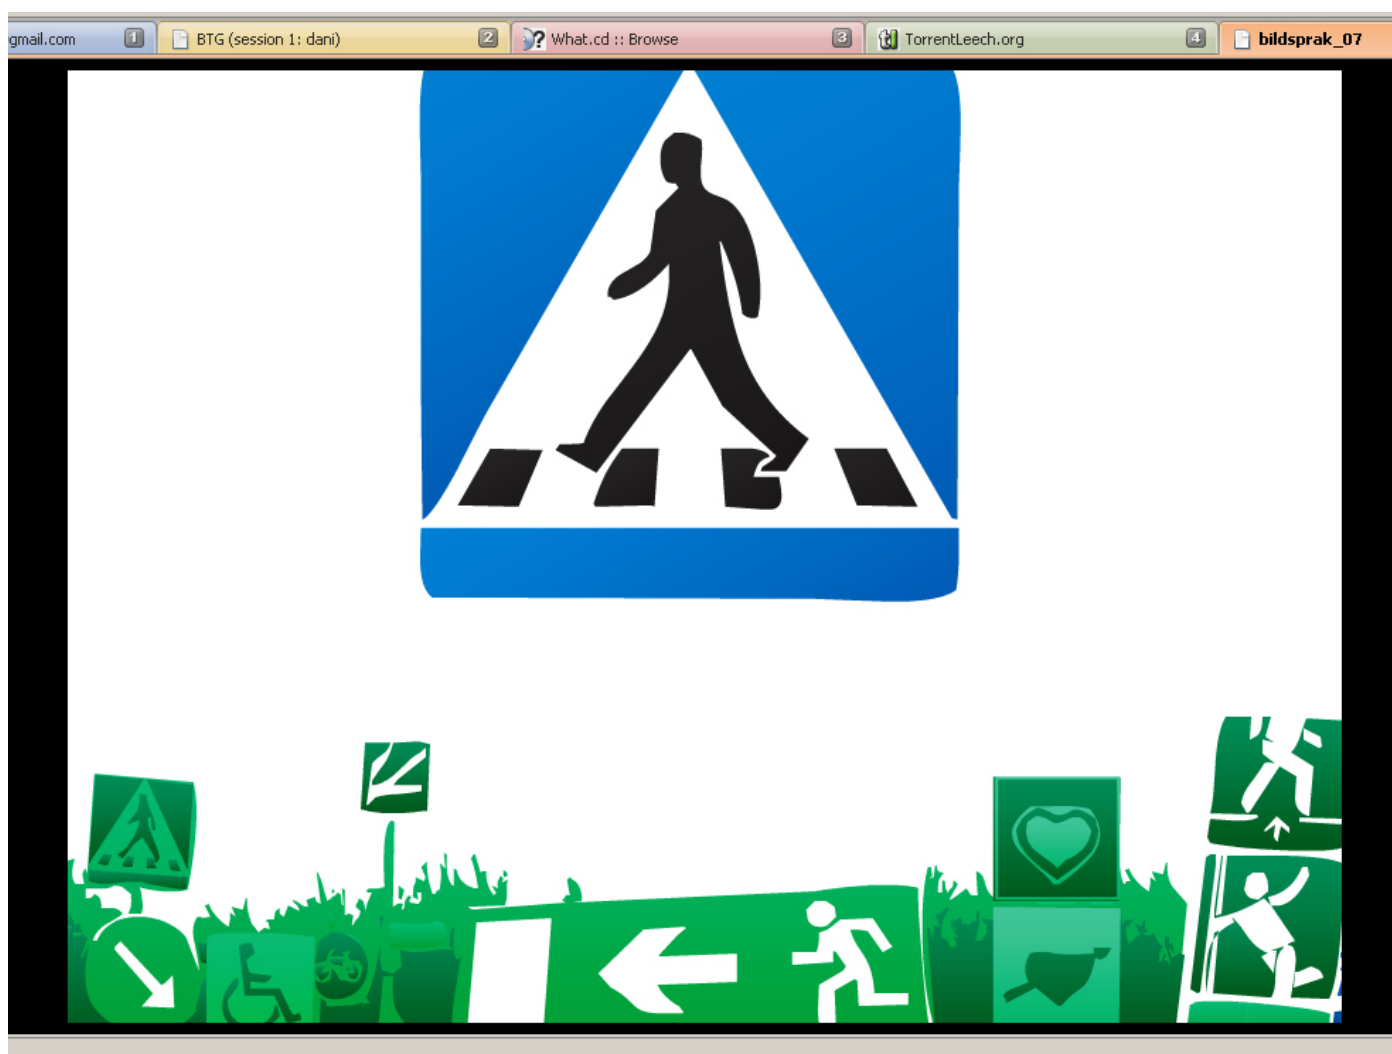 gmail.com 1 BTG (session 1: dani) 2 What.cd :: Browse 3 TorrentLeech.org 4 bildsprak_07